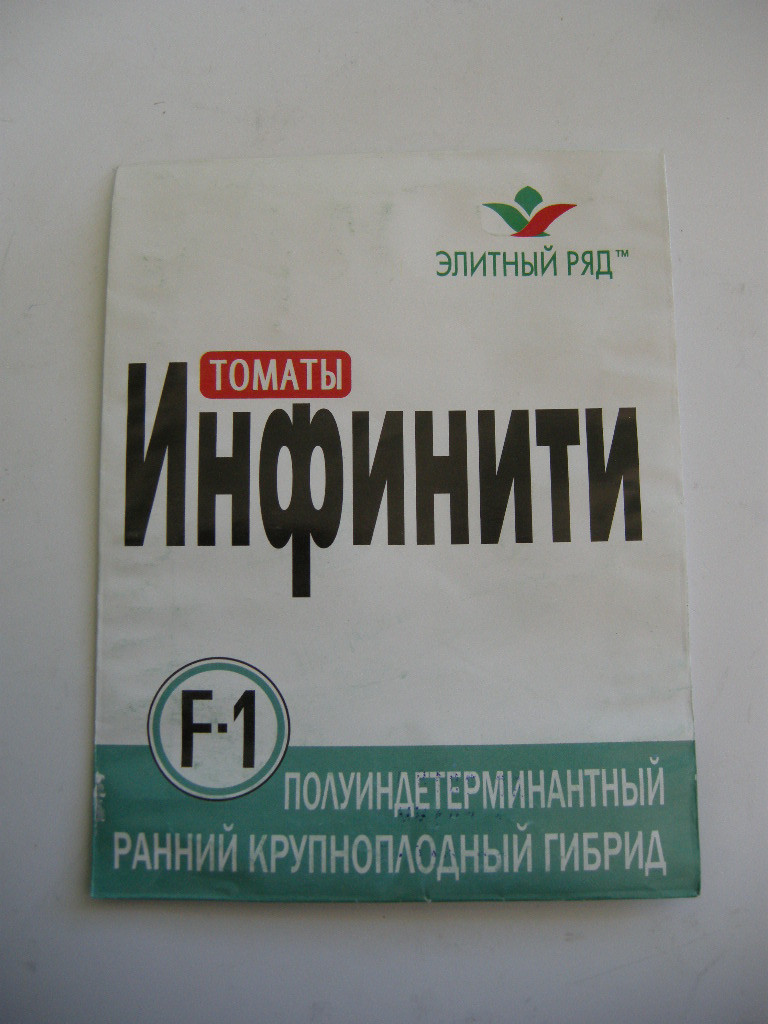 ЭЛИТНЫЙ РЯД™
ТОМАТЫ
Инфинити
F-1
ПОЛУИНДЕТЕРМИНАНТНЫЙ
РАННИЙ КРУПНОПЛОДНЫЙ ГИБРИД